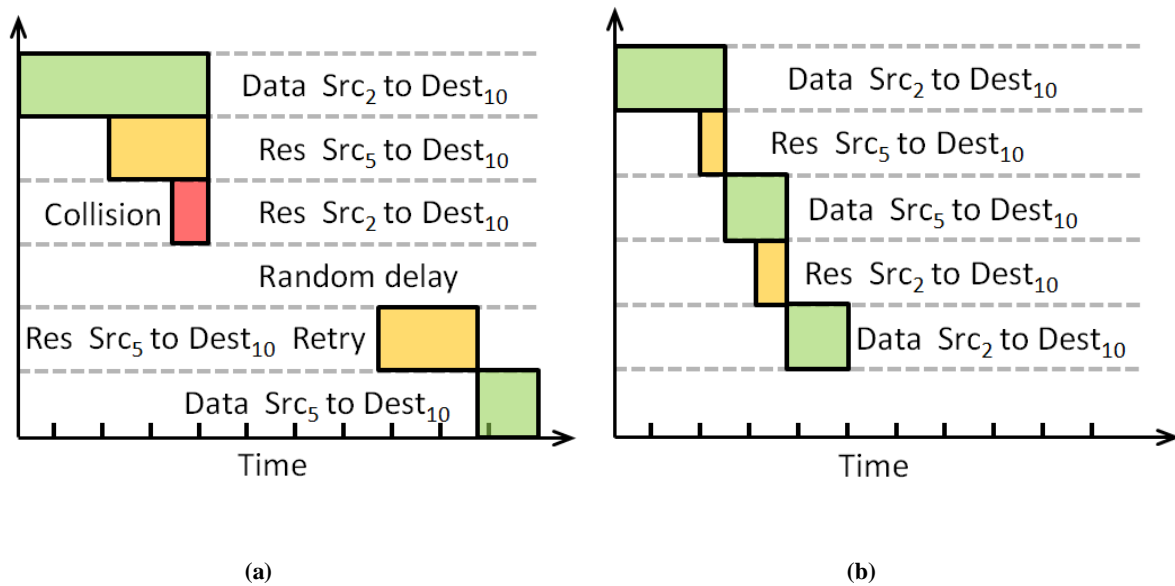 Data Src₂ to Dest₁₀
Res Src₅ to Dest₁₀
Collision
Res Src₂ to Dest₁₀
Random delay
Res Src₅ to Dest₁₀ Retry
Data Src₅ to Dest₁₀
Time
(a)
Data Src₂ to Dest₁₀
Res Src₅ to Dest₁₀
Data Src₅ to Dest₁₀
Res Src₂ to Dest₁₀
Data Src₂ to Dest₁₀
Time
(b)